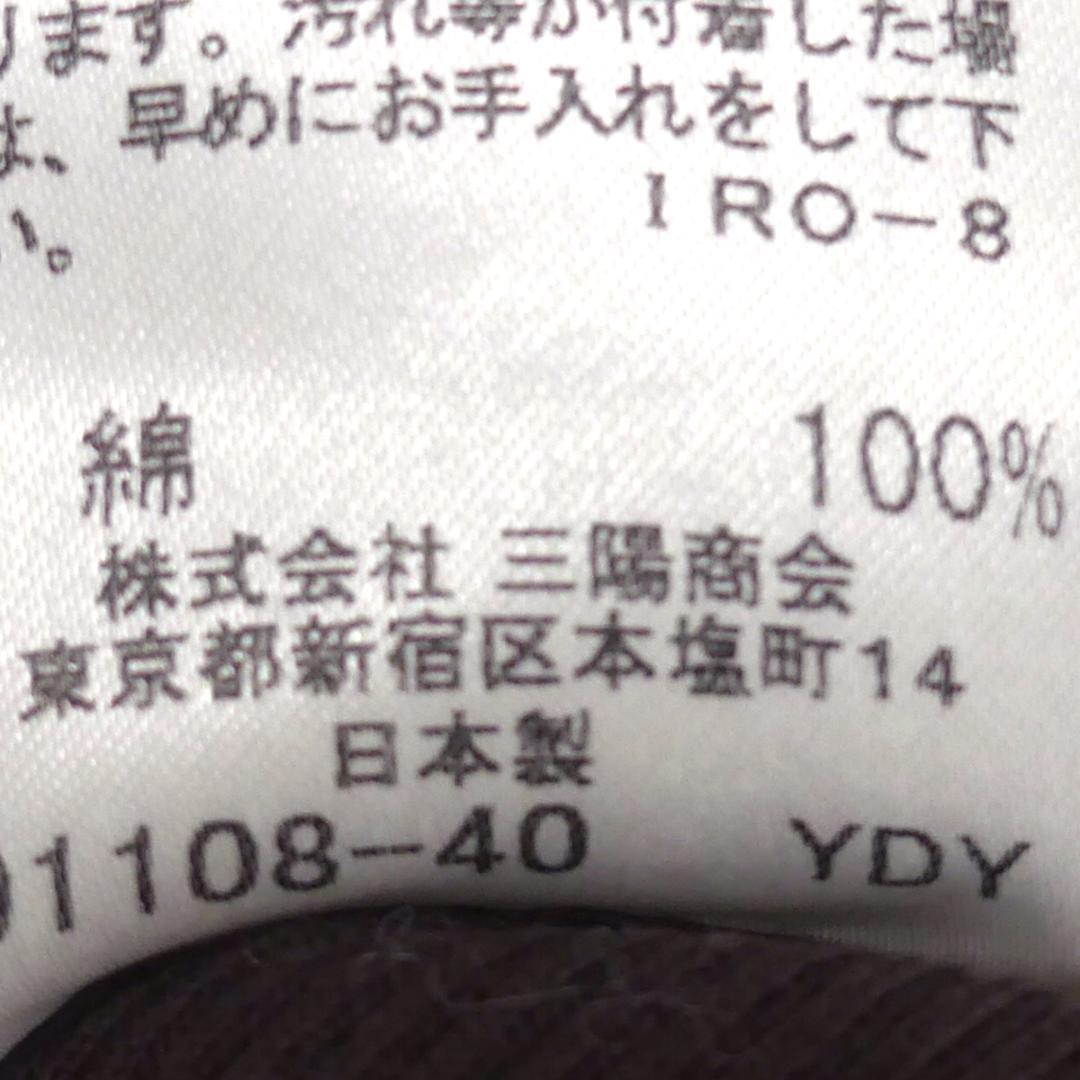 ります。汚れ等が付着した場
は、早めにお手入れをして下
い。 IRO-8
綿 100%
株式会社 三陽商会
東京都新宿区本塩町14
日本製
01108-40 YDY